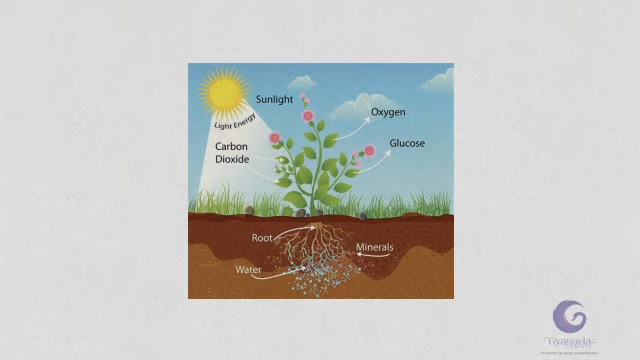 Sunlight
Light Energy
Oxygen
Carbon
Dioxide
Glucose
Root
Minerals
Water
Gyanada